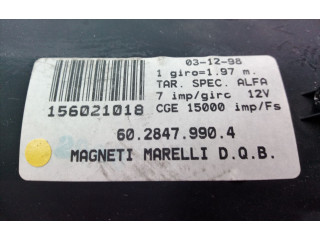 03-12-98
1 giro=1.97 m.
TAR. SPEC. ALFA
7 imp/girc 12V
156021018
CGE 15000 imp/Fs
60.2847.990.4
MAGNETI MARELLI D.Q.B.